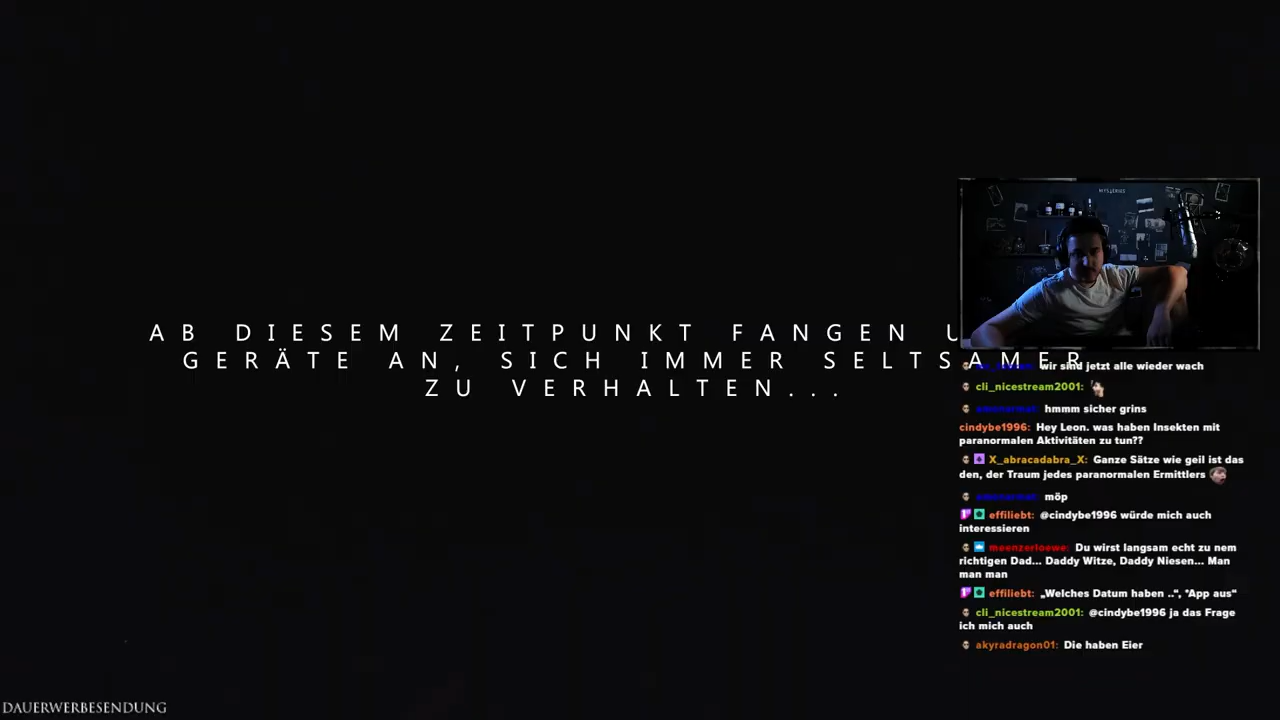 AB DIESEM ZEITPUNKT FANGEN
GERÄTE AN, SICH IMMER SELTSAMER
ZU VERHALTEN...
wir sind jetzt alle wieder wach
cli_nicestream2001:
hmmm sicher grins
cindybe1996: Hey Leon. was haben Insekten mit
paranormalen Aktivitäten zu tun??
X_abracadabra_X: Ganze Sätze wie geil ist das
den, der Traum jedes paranormalen Ermittlers
möp
effiliebt: @cindybe1996 würde mich auch
interessieren
moenzerloewe: Du wirst langsam echt zu nem
richtigen Dad... Daddy Witze, Daddy Niesen... Man
man man
effiliebt: „Welches Datum haben ..“, *App aus“
cli_nicestream2001: @cindybe1996 ja das Frage
ich mich auch
akyradragon01: Die haben Eier
DAUERWERBESENDUNG